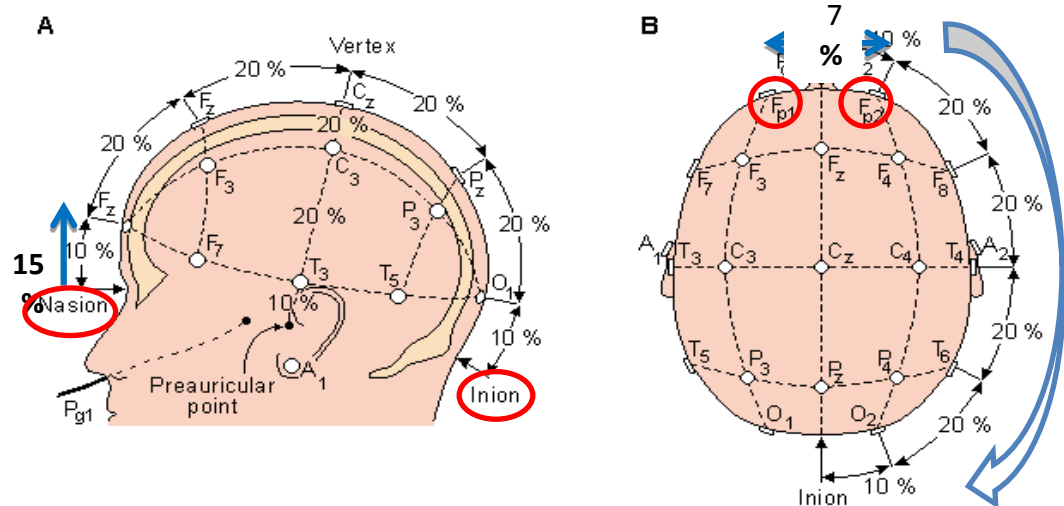 A
Vertex
20 %
20 %
F z
C z
20 %
20 %
20 %
P z
F 3
C 3
F z
20 %
P 3
20 %
10 %
F 7
T 3
T 5
O 1
15
%
Nasion
10 %
10 %
A 1
Preauricular
point
Inion
P g1
B
7
%
10 %
2
F p1
F p2
20 %
F 7
F 3
F z
F 4
F 8
20 %
A 1
T 3
C 3
C z
C 4
T 4
A 2
20 %
T 5
P 3
P z
P 4
T 6
O 1
O 2
20 %
10 %
Inion